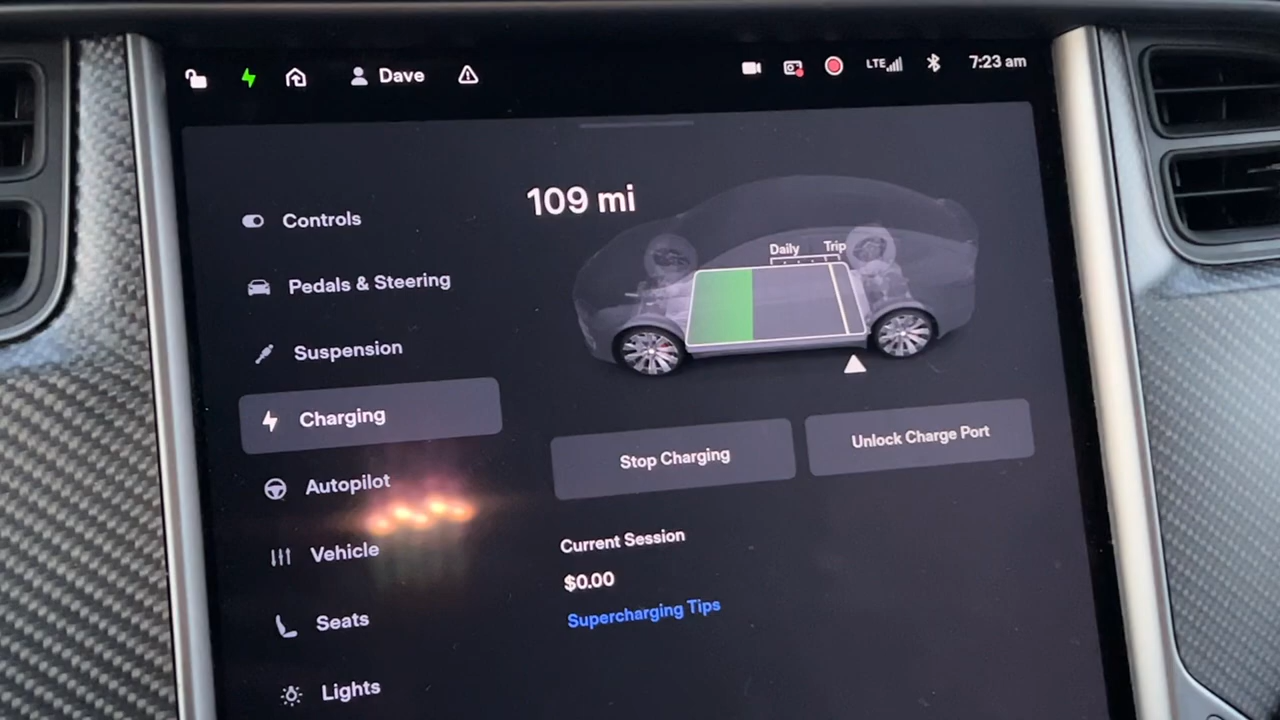 Dave
LTE
7:23 am
109 mi
Controls
Daily Trip
Pedals & Steering
Suspension
Charging
Stop Charging
Unlock Charge Port
Autopilot
Current Session
Vehicle
$0.00
Seats
Supercharging Tips
Lights